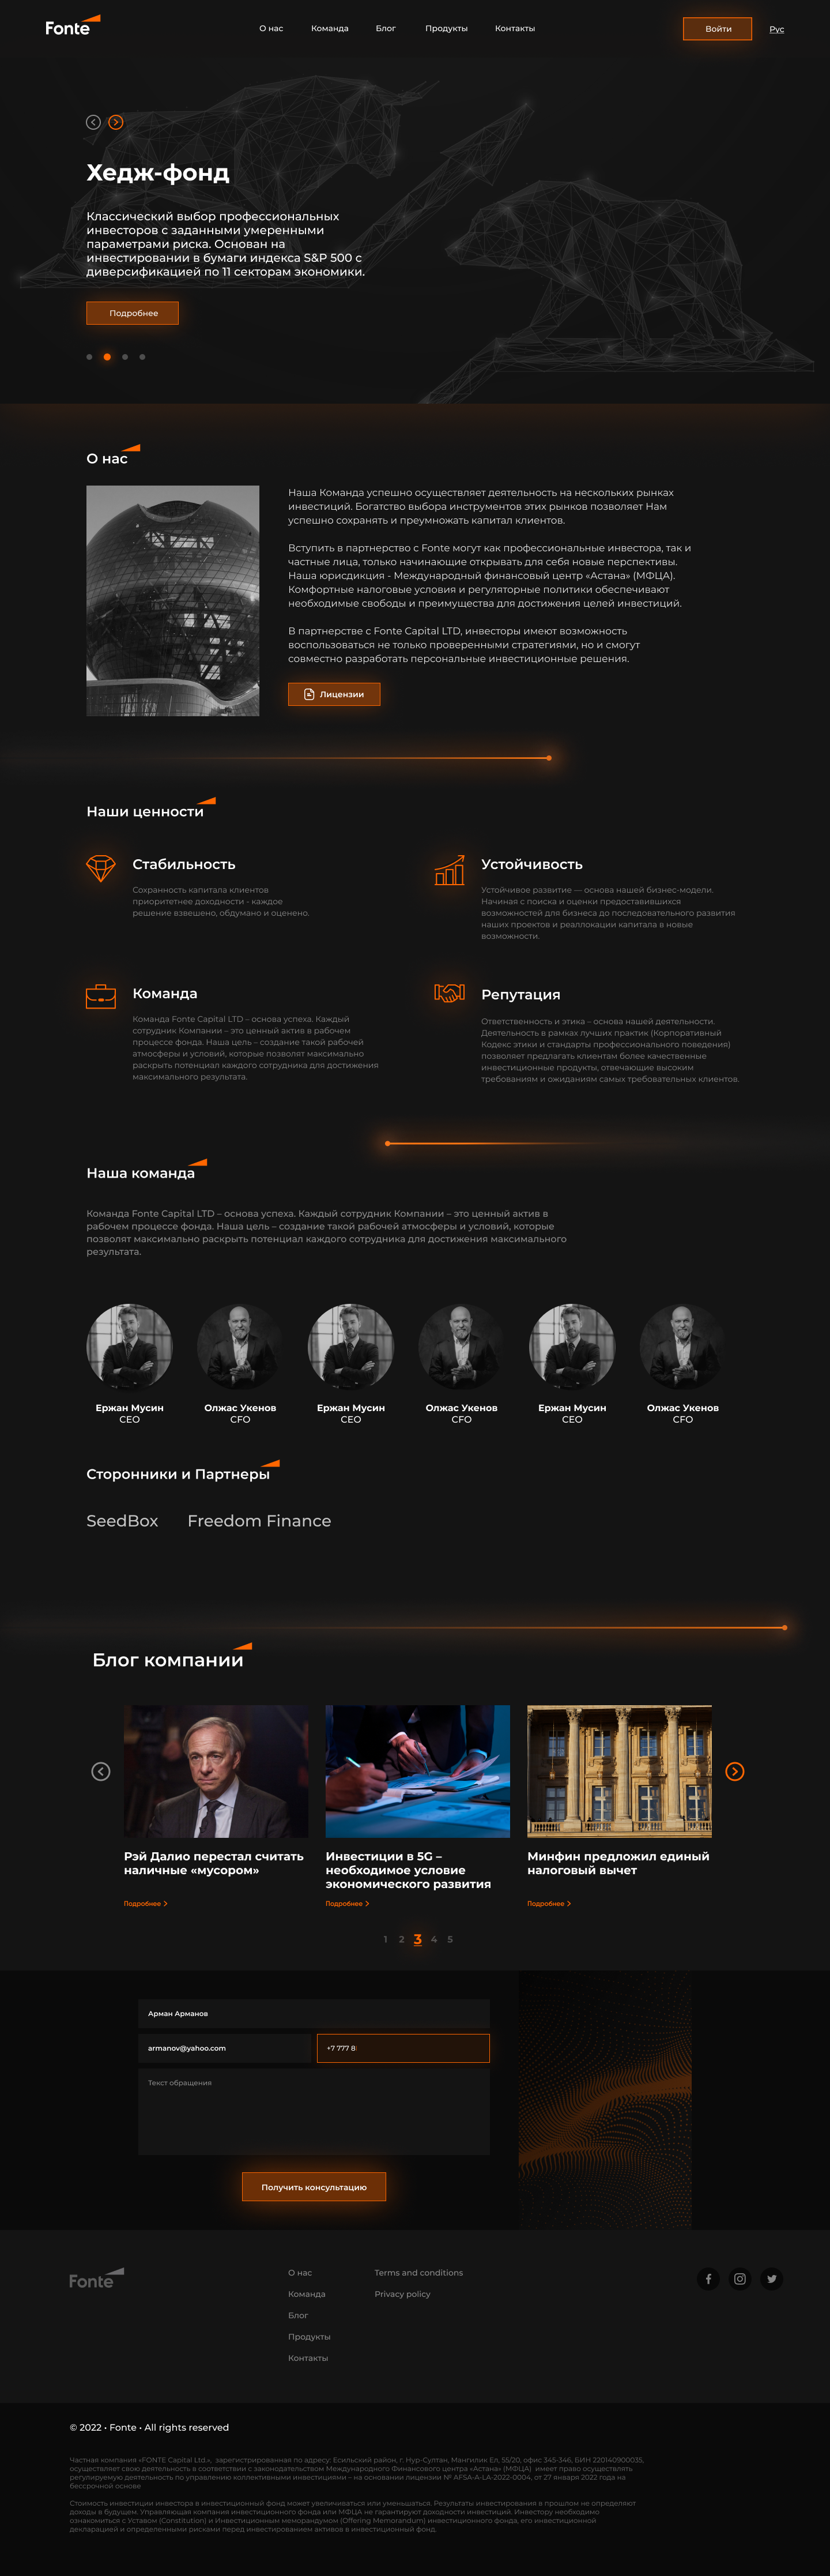 Fonte
О нас
Команда
Блог
Продукты
Контакты
Войти
Рус
Хедж-фонд
Классический выбор профессиональных
инвесторов с заданными умеренными
параметрами риска. Основан на
инвестировании в бумаги индекса S&P 500 с
диверсификацией по 11 секторам экономики.
Подробнее
О нас
Наша Команда успешно осуществляет деятельность на нескольких рынках
инвестиций. Богатство выбора инструментов этих рынков позволяет Нам
успешно сохранять и преумножать капитал клиентов.
Вступить в партнерство с Fonte могут как профессиональные инвестора, так и
частные лица, только начинающие открывать для себя новые перспективы.
Наша юрисдикция - Международный финансовый центр «Астана» (МФЦА).
Комфортные налоговые условия и регуляторные политики обеспечивают
необходимые свободы и преимущества для достижения целей инвестиций.
В партнерстве с Fonte Capital LTD, инвесторы имеют возможность
воспользоваться не только проверенными стратегиями, но и смогут
совместно разработать персональные инвестиционные решения.
Лицензии
Наши ценности
Стабильность
Сохранность капитала клиентов
приоритетнее доходности - каждое
решение взвешено, обдумано и оценено.
Устойчивость
Устойчивое развитие — основа нашей бизнес-модели.
Начиная с поиска и оценки предоставившихся
возможностей для бизнеса до последовательного развития
наших проектов и реаллокации капитала в новые
возможности.
Команда
Команда Fonte Capital LTD – основа успеха. Каждый
сотрудник Компании – это ценный актив в рабочем
процессе фонда. Наша цель – создание такой рабочей
атмосферы и условий, которые позволят максимально
раскрыть потенциал каждого сотрудника для достижения
максимального результата.
Репутация
Ответственность и этика – основа нашей деятельности.
Деятельность в рамках лучших практик (Корпоративный
Кодекс этики и стандарты профессионального поведения)
позволяет предлагать клиентам более качественные
инвестиционные продукты, отвечающие высоким
требованиям и ожиданиям самых требовательных клиентов.
Наша команда
Команда Fonte Capital LTD – основа успеха. Каждый сотрудник Компании – это ценный актив в
рабочем процессе фонда. Наша цель – создание такой рабочей атмосферы и условий, которые
позволят максимально раскрыть потенциал каждого сотрудника для достижения максимального
результата.
Ержан Мусин
CEO
Олжас Укенов
CFO
Ержан Мусин
CEO
Олжас Укенов
CFO
Ержан Мусин
CEO
Олжас Укенов
CFO
Сторонники и Партнеры
SeedBox
Freedom Finance
Блог компании
Рэй Далио перестал считать
наличные «мусором»
Подробнее
Инвестиции в 5G –
необходимое условие
экономического развития
Подробнее
Минфин предложил единый
налоговый вычет
Подробнее
1 2 3 4 5
Арман Арманов
armanov@yahoo.com
+7 777 8
Текст обращения
Получить консультацию
Fonte
О нас
Команда
Блог
Продукты
Контакты
Terms and conditions
Privacy policy
© 2022 • Fonte • All rights reserved
Частная компания «FONTE Capital Ltd.», зарегистрированная по адресу: Есильский район, г. Нур-Султан, Мангилик Ел, 55/20, офис 345-346, БИН 220140900035,
осуществляет свою деятельность в соответствии с законодательством Международного Финансового центра «Астана» (МФЦА) имеет право осуществлять
регулируемую деятельность по управлению коллективными инвестициями – на основании лицензии № AFSA-A-LA-2022-0004, от 27 января 2022 года на
бессрочной основе
Стоимость инвестиции инвестора в инвестиционный фонд может увеличиваться или уменьшаться. Результаты инвестирования в прошлом не определяют
доходы в будущем. Управляющая компания инвестиционного фонда или МФЦА не гарантируют доходности инвестиций. Инвестору необходимо
ознакомиться с Уставом (Constitution) и Инвестиционным меморандумом (Offering Memorandum) инвестиционного фонда, его инвестиционной
декларацией и определенными рисками перед инвестированием активов в инвестиционный фонд.